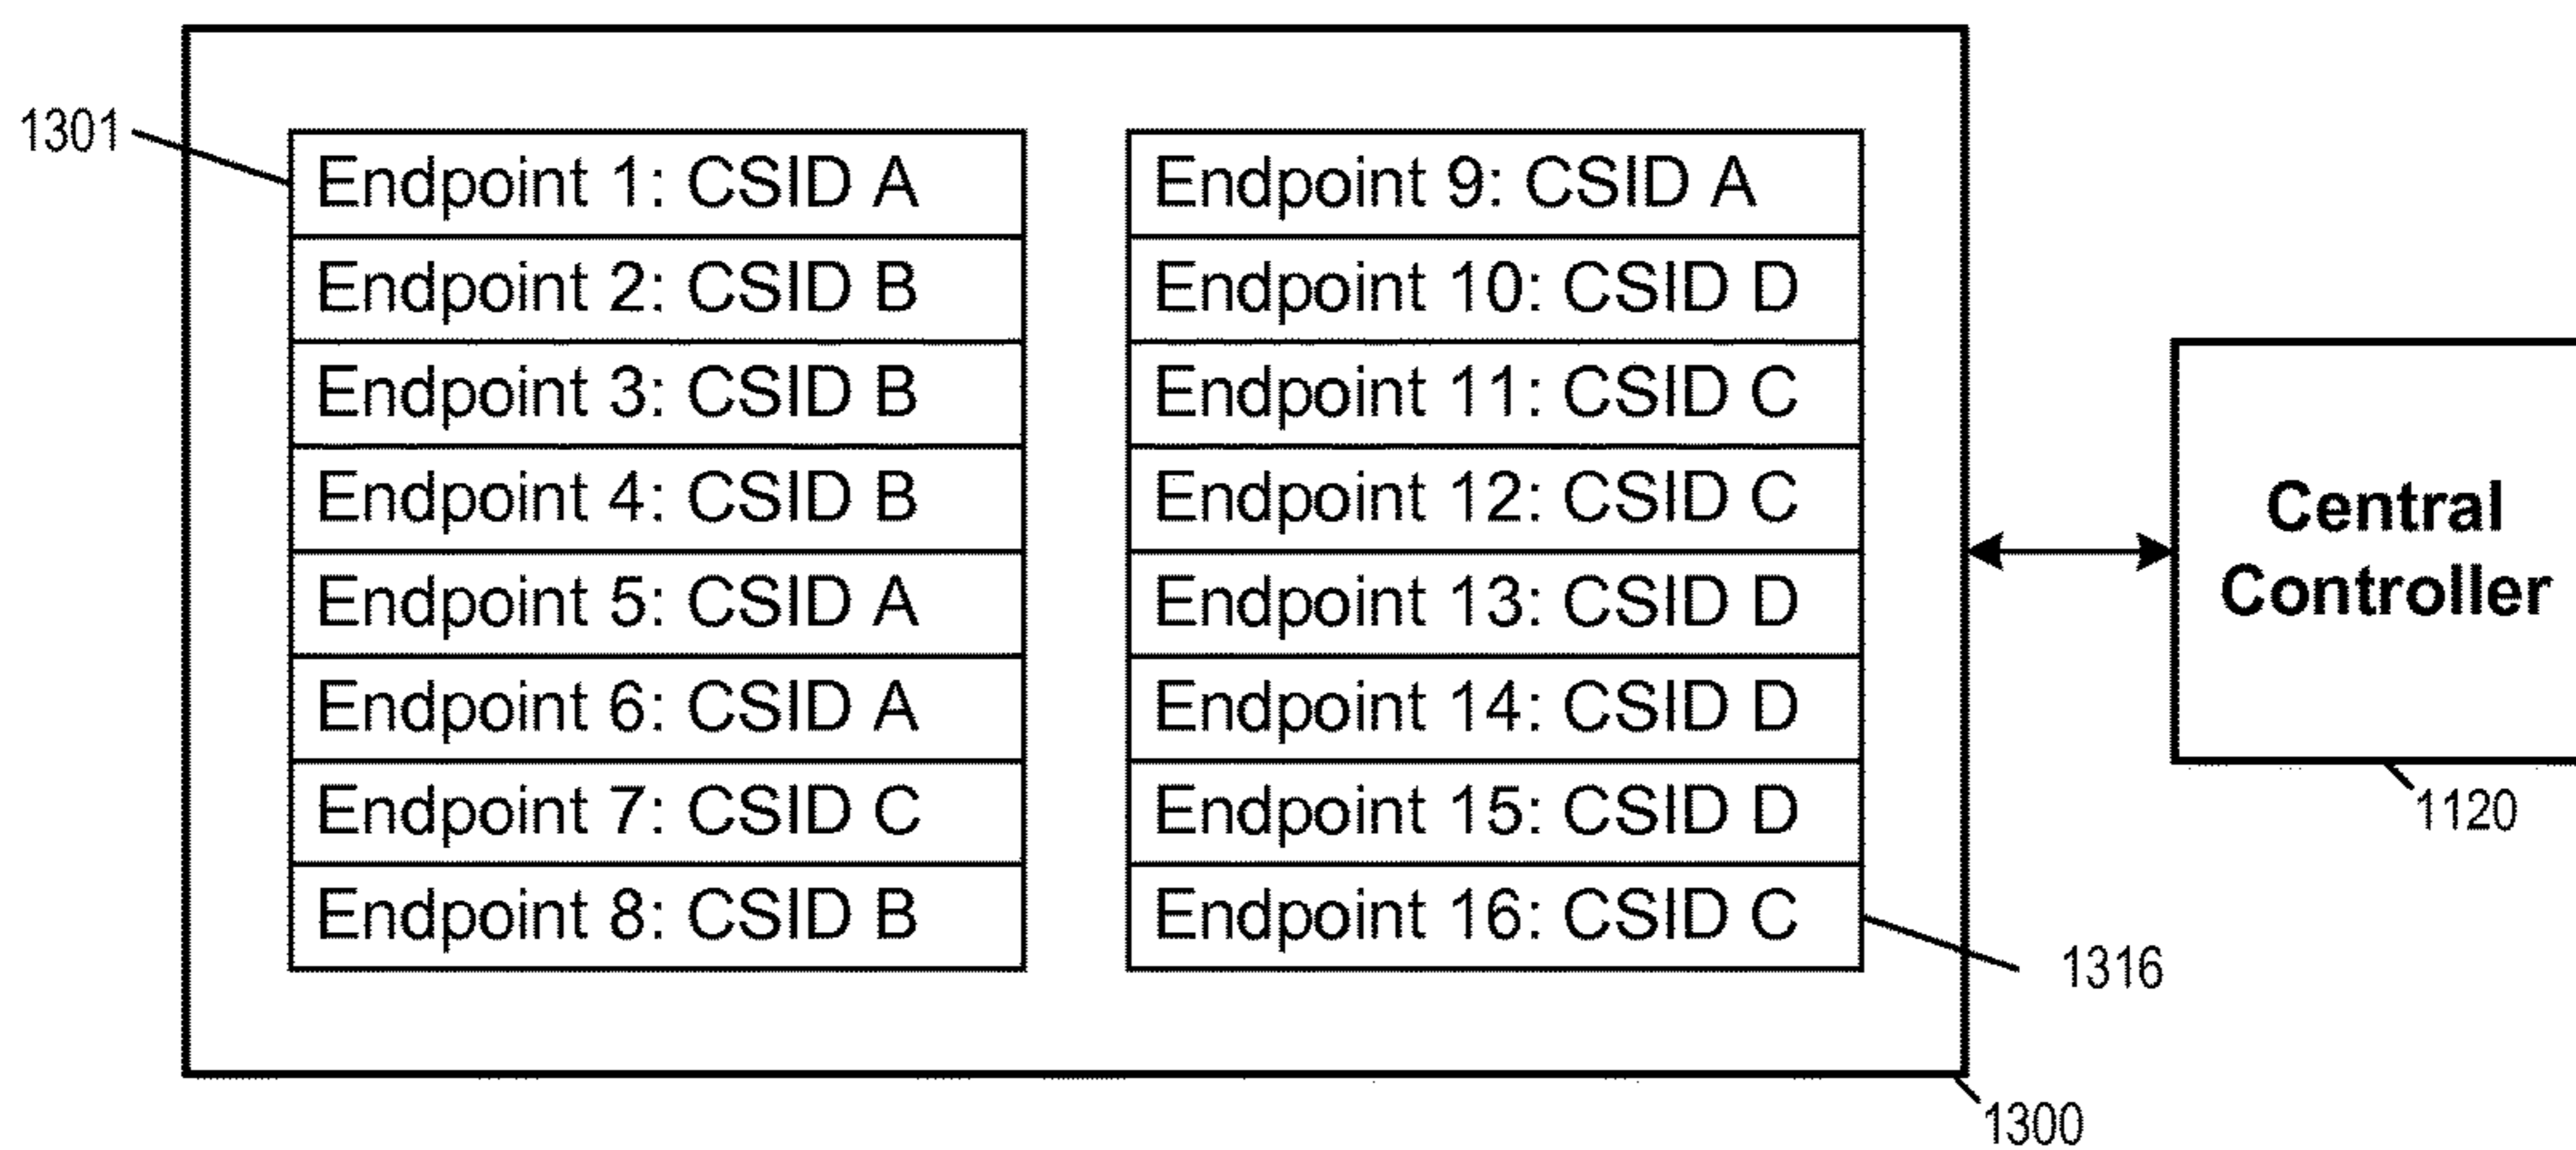 1301
Endpoint 1: CSID A
Endpoint 2: CSID B
Endpoint 3: CSID B
Endpoint 4: CSID B
Endpoint 5: CSID A
Endpoint 6: CSID A
Endpoint 7: CSID C
Endpoint 8: CSID B
Endpoint 9: CSID A
Endpoint 10: CSID D
Endpoint 11: CSID C
Endpoint 12: CSID C
Endpoint 13: CSID D
Endpoint 14: CSID D
Endpoint 15: CSID D
Endpoint 16: CSID C
1316
1300
Central
Controller
1120